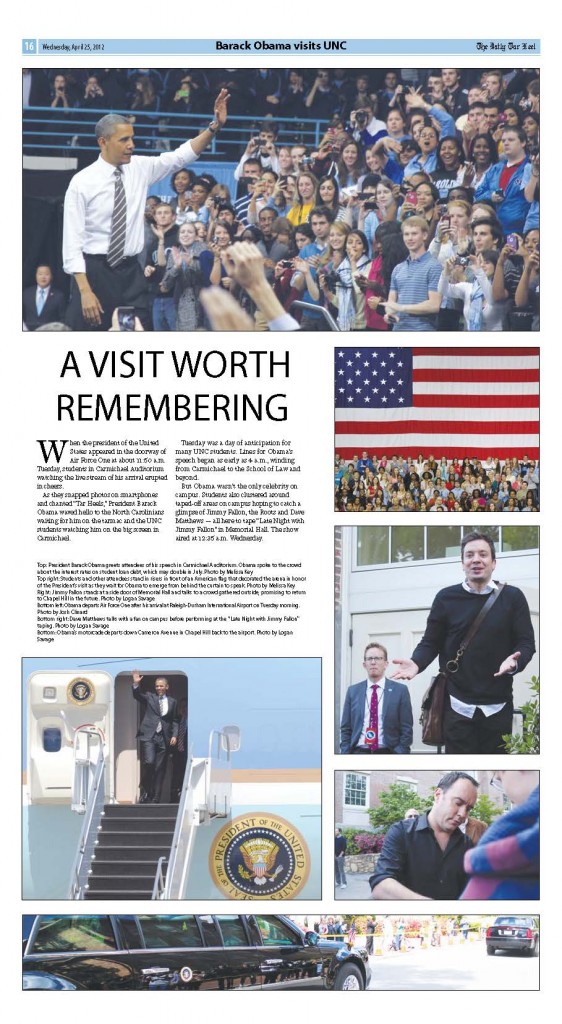 16
Wednesday, April 25, 2012
Barack Obama visits UNC
The Daily Tar Heel
A VISIT WORTH
REMEMBERING
When the president of the United
States appeared in the doorway of
Air Force One at about 11:50 a.m.
Tuesday, students in Carmichael Auditorium
watching the livestream of his arrival erupted
in cheers.
As they snapped photos on smartphones
and chanted "Tar Heels," President Barack
Obama waved hello to the North Carolinians
waiting for him on the tarmac and the UNC
students watching him on the big screen in
Carmichael.
Tuesday was a day of anticipation for
many UNC students. Lines for Obama's
speech began as early as 4 a.m., winding
from Carmichael to the School of Law and
beyond.
But Obama wasn't the only celebrity on
campus. Students also clustered around
taped-off areas on campus hoping to catch a
glimpse of Jimmy Fallon, the Roots and Dave
Matthews — all here to tape "Late Night with
Jimmy Fallon" in Memorial Hall. The show
aired at 12:35 a.m. Wednesday.
Top: President Barack Obama greets attendees of his speech in Carmichael Auditorium. Obama spoke to the crowd
about the interest rates on student loan debt, which may double in July. Photo by Melissa Key
Top right: Students and other attendees stand in risers in front of an American flag that decorated the arena in honor
of the President's visit as they wait for Obama to emerge from behind the curtain to speak. Photo by Melissa Key.
Right: Jimmy Fallon stands at a side door of Memorial Hall and talks to a crowd gathered outside, promising to return
to Chapel Hill in the future. Photo by Logan Savage
Bottom left: Obama departs Air Force One after his arrival at Raleigh-Durham International Airport on Tuesday morning.
Photo by Josh Clinard
Bottom right: Dave Matthews talks with a fan on campus before performing at the "Late Night with Jimmy Fallon"
taping. Photo by Logan Savage
Bottom: Obama's motorcade departs down Cameron Avenue in Chapel Hill back to the airport. Photo by Logan
Savage
SEAL OF THE PRESIDENT OF THE UNITED STATES